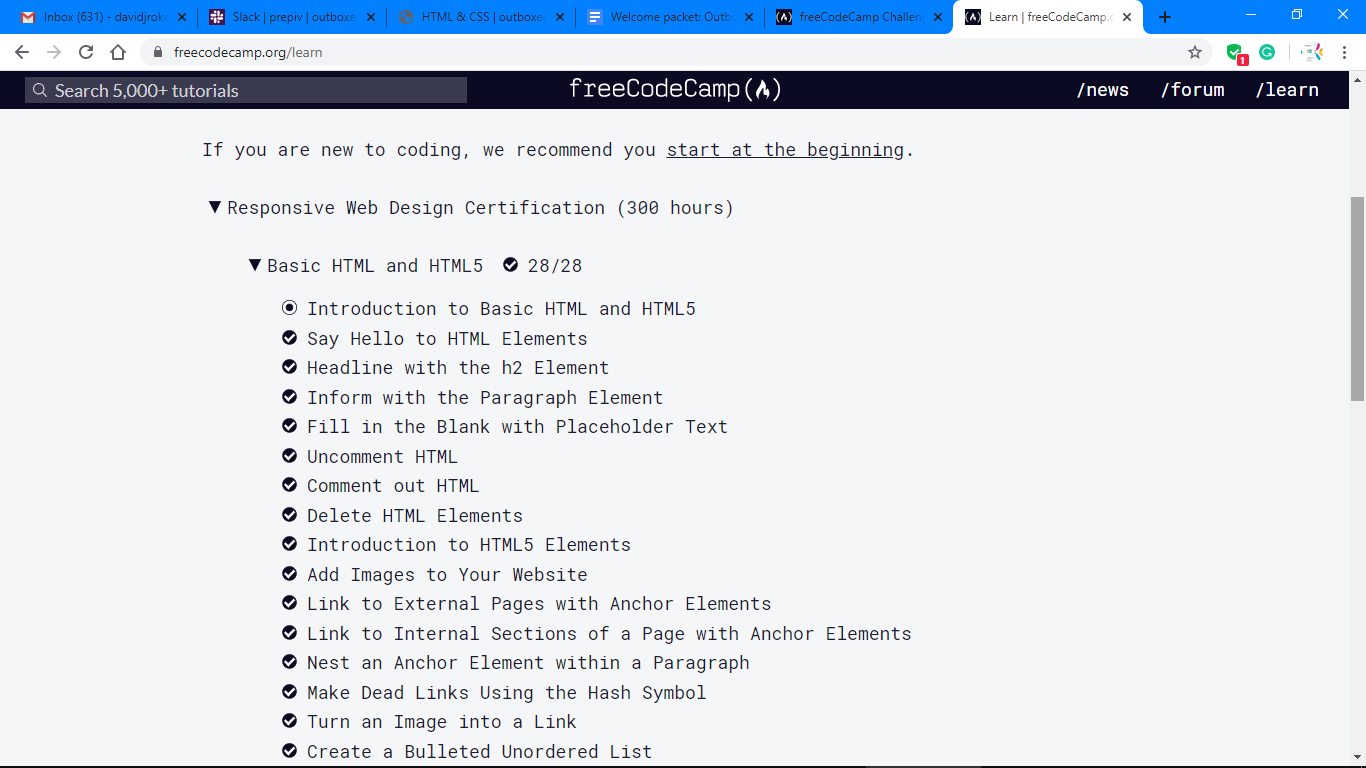 Inbox (631) - davidjroke
Slack | prepiv | outboxe
HTML & CSS | outboxed
Welcome packet: Outbo
freeCodeCamp Challen
Learn | freeCodeCamp.o
freecodecamp.org/learn
1
Search 5,000+ tutorials
freeCodeCamp
/news
/forum
/learn
If you are new to coding, we recommend you start at the beginning.
Responsive Web Design Certification (300 hours)
Basic HTML and HTML5 28/28
Introduction to Basic HTML and HTML5
Say Hello to HTML Elements
Headline with the h2 Element
Inform with the Paragraph Element
Fill in the Blank with Placeholder Text
Uncomment HTML
Comment out HTML
Delete HTML Elements
Introduction to HTML5 Elements
Add Images to Your Website
Link to External Pages with Anchor Elements
Link to Internal Sections of a Page with Anchor Elements
Nest an Anchor Element within a Paragraph
Make Dead Links Using the Hash Symbol
Turn an Image into a Link
Create a Bulleted Unordered List